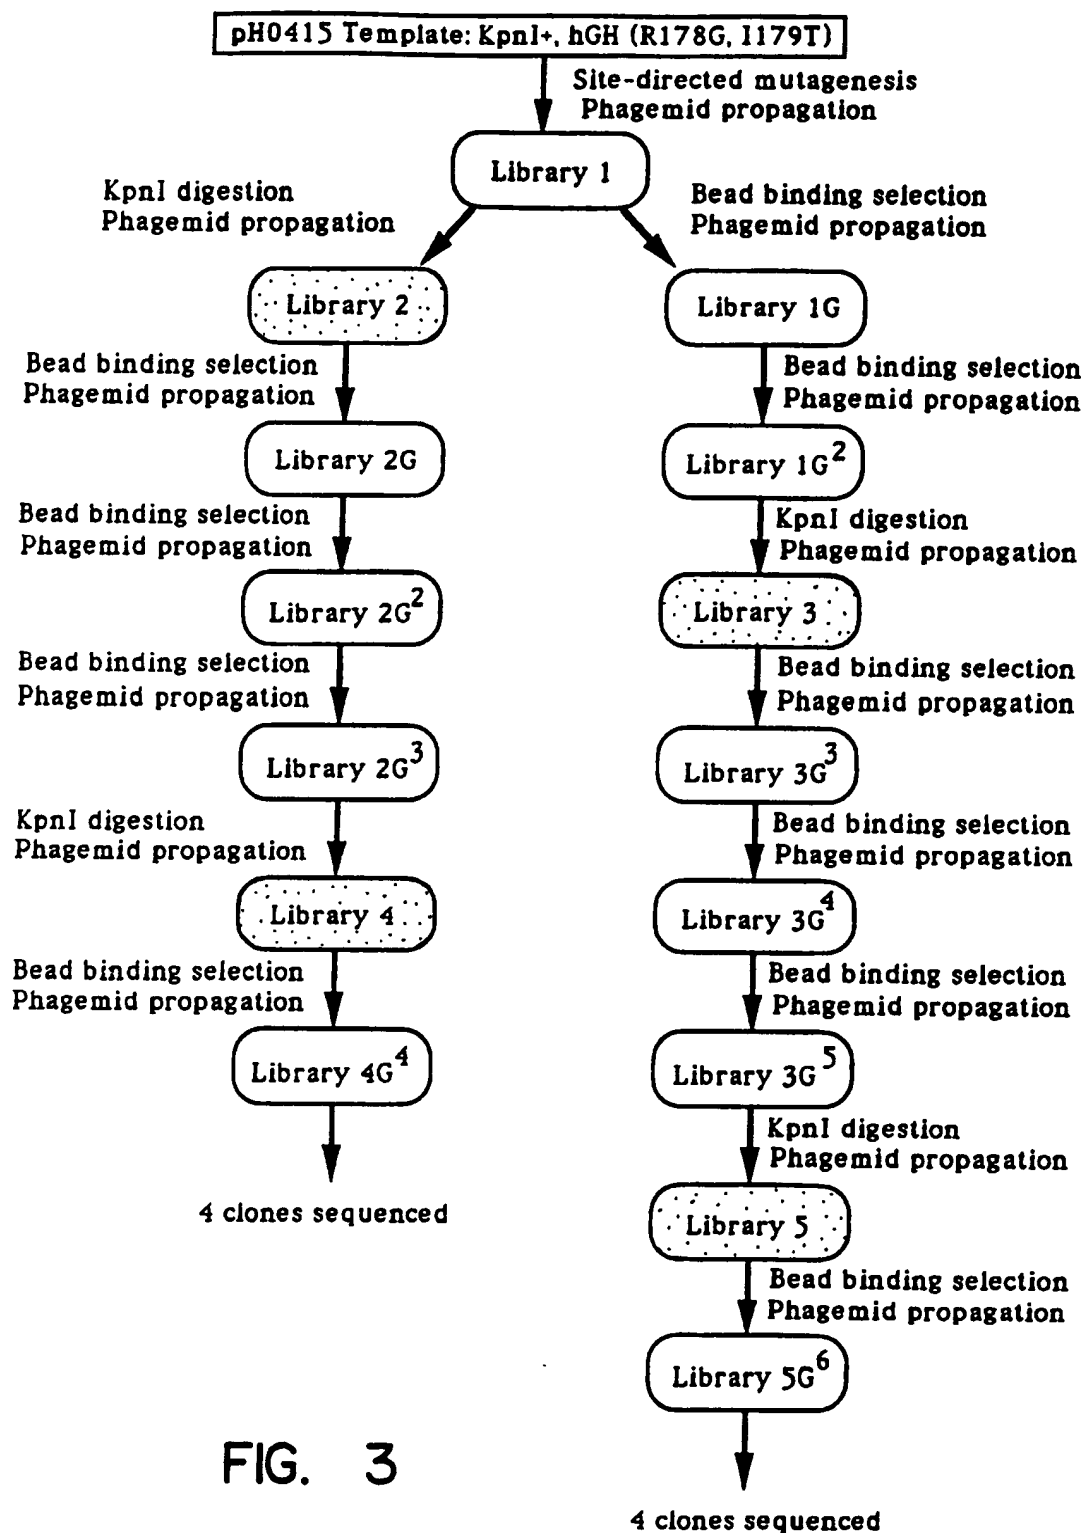 pH0415 Template: KpnI+, hGH (R178G, I179T)
Site-directed mutagenesis
Phagemid propagation
Library 1
KpnI digestion
Phagemid propagation
Bead binding selection
Phagemid propagation
Library 2
Library 1G
Bead binding selection
Phagemid propagation
Bead binding selection
Phagemid propagation
Library 2G
Library 1G²
Bead binding selection
Phagemid propagation
KpnI digestion
Phagemid propagation
Library 2G²
Library 3
Bead binding selection
Phagemid propagation
Bead binding selection
Phagemid propagation
Library 2G³
Library 3G³
KpnI digestion
Phagemid propagation
Bead binding selection
Phagemid propagation
Library 4
Library 3G⁴
Bead binding selection
Phagemid propagation
Bead binding selection
Phagemid propagation
Library 4G⁴
Library 3G⁵
KpnI digestion
Phagemid propagation
4 clones sequenced
Library 5
Bead binding selection
Phagemid propagation
Library 5G⁶
FIG. 3
4 clones sequenced